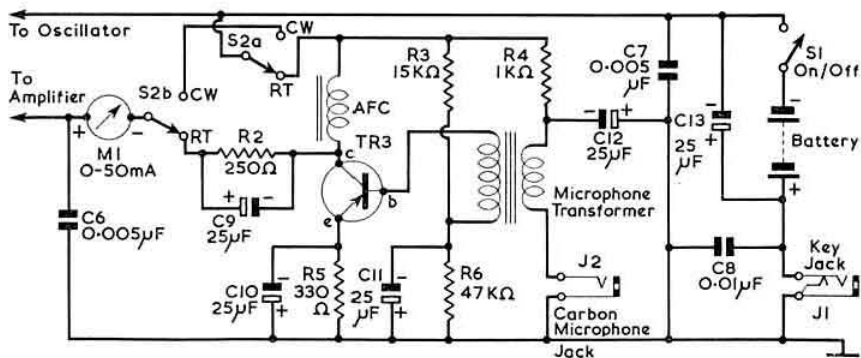 To Oscillator
S2a
CW
RT
To
Amplifier
S2b
CW
RT
+
-
M1
0-50mA
R2
250Ω
+
-
C9
25µF
C6
0·005µF
AFC
TR3
c
b
e
R3
15KΩ
R4
1KΩ
-
+
C12
25µF
Microphone
Transformer
C7
0·005
µF
C13
25
µF
-
+
S1
On/Off
-
Battery
+
C8
0·01µF
Key
Jack
J1
C10
25µF
-
+
R5
330
Ω
C11
25
µF
-
+
R6
47KΩ
J2
Carbon
Microphone
Jack